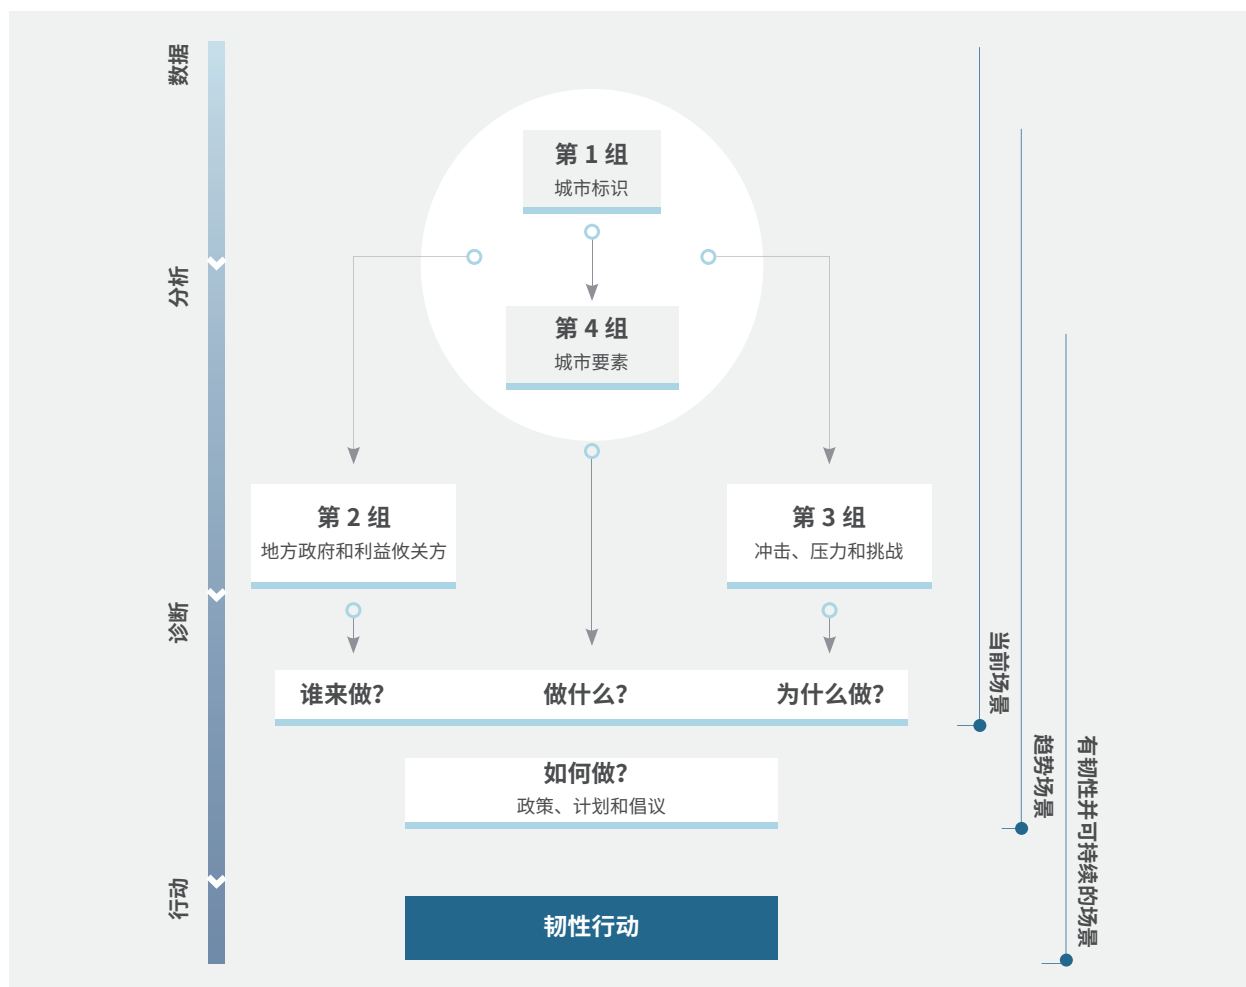 数据
分析
诊断
行动
第 1 组
城市标识
第 4 组
城市要素
第 2 组
地方政府和利益攸关方
第 3 组
冲击、压力和挑战
谁来做？
做什么？
为什么做？
如何做？
政策、计划和倡议
韧性行动
当前场景
趋势场景
有韧性并可持续的场景